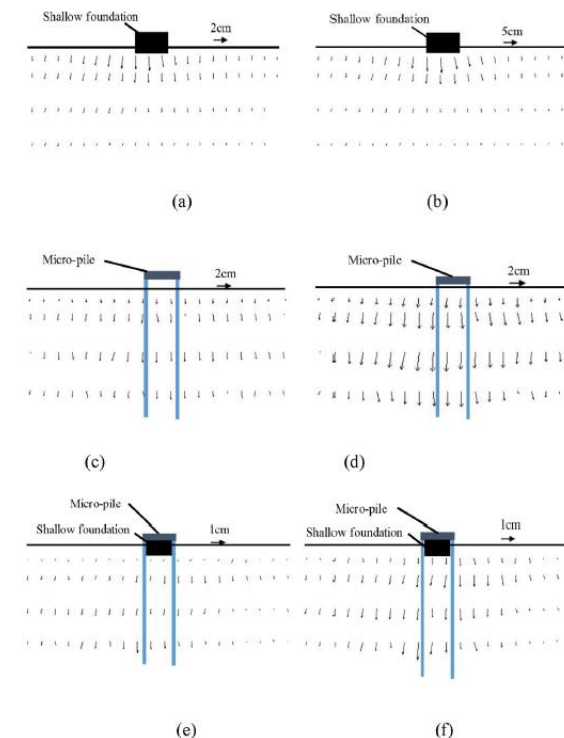 Shallow foundation
2cm
Shallow foundation
5cm
(a)
(b)
Micro-pile
2cm
Micro-pile
2cm
(c)
(d)
Micro-pile
Shallow foundation
1cm
Micro-pile
Shallow foundation
1cm
(e)
(f)